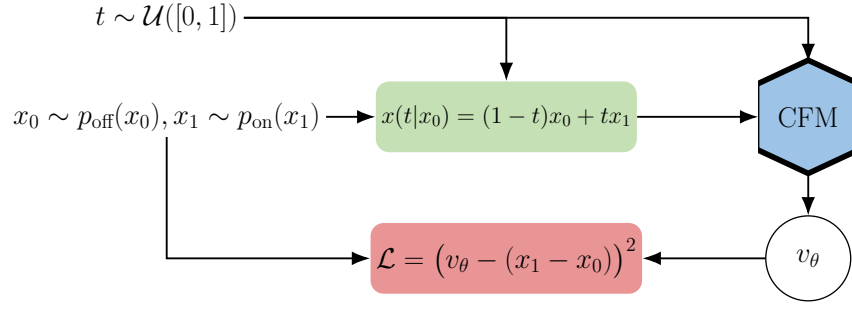 t ∼ 𝒰([0, 1])
x₀ ∼ p_off(x₀), x₁ ∼ p_on(x₁)
x(t|x₀) = (1 − t)x₀ + tx₁
CFM
ℒ = (v_θ − (x₁ − x₀))²
v_θ